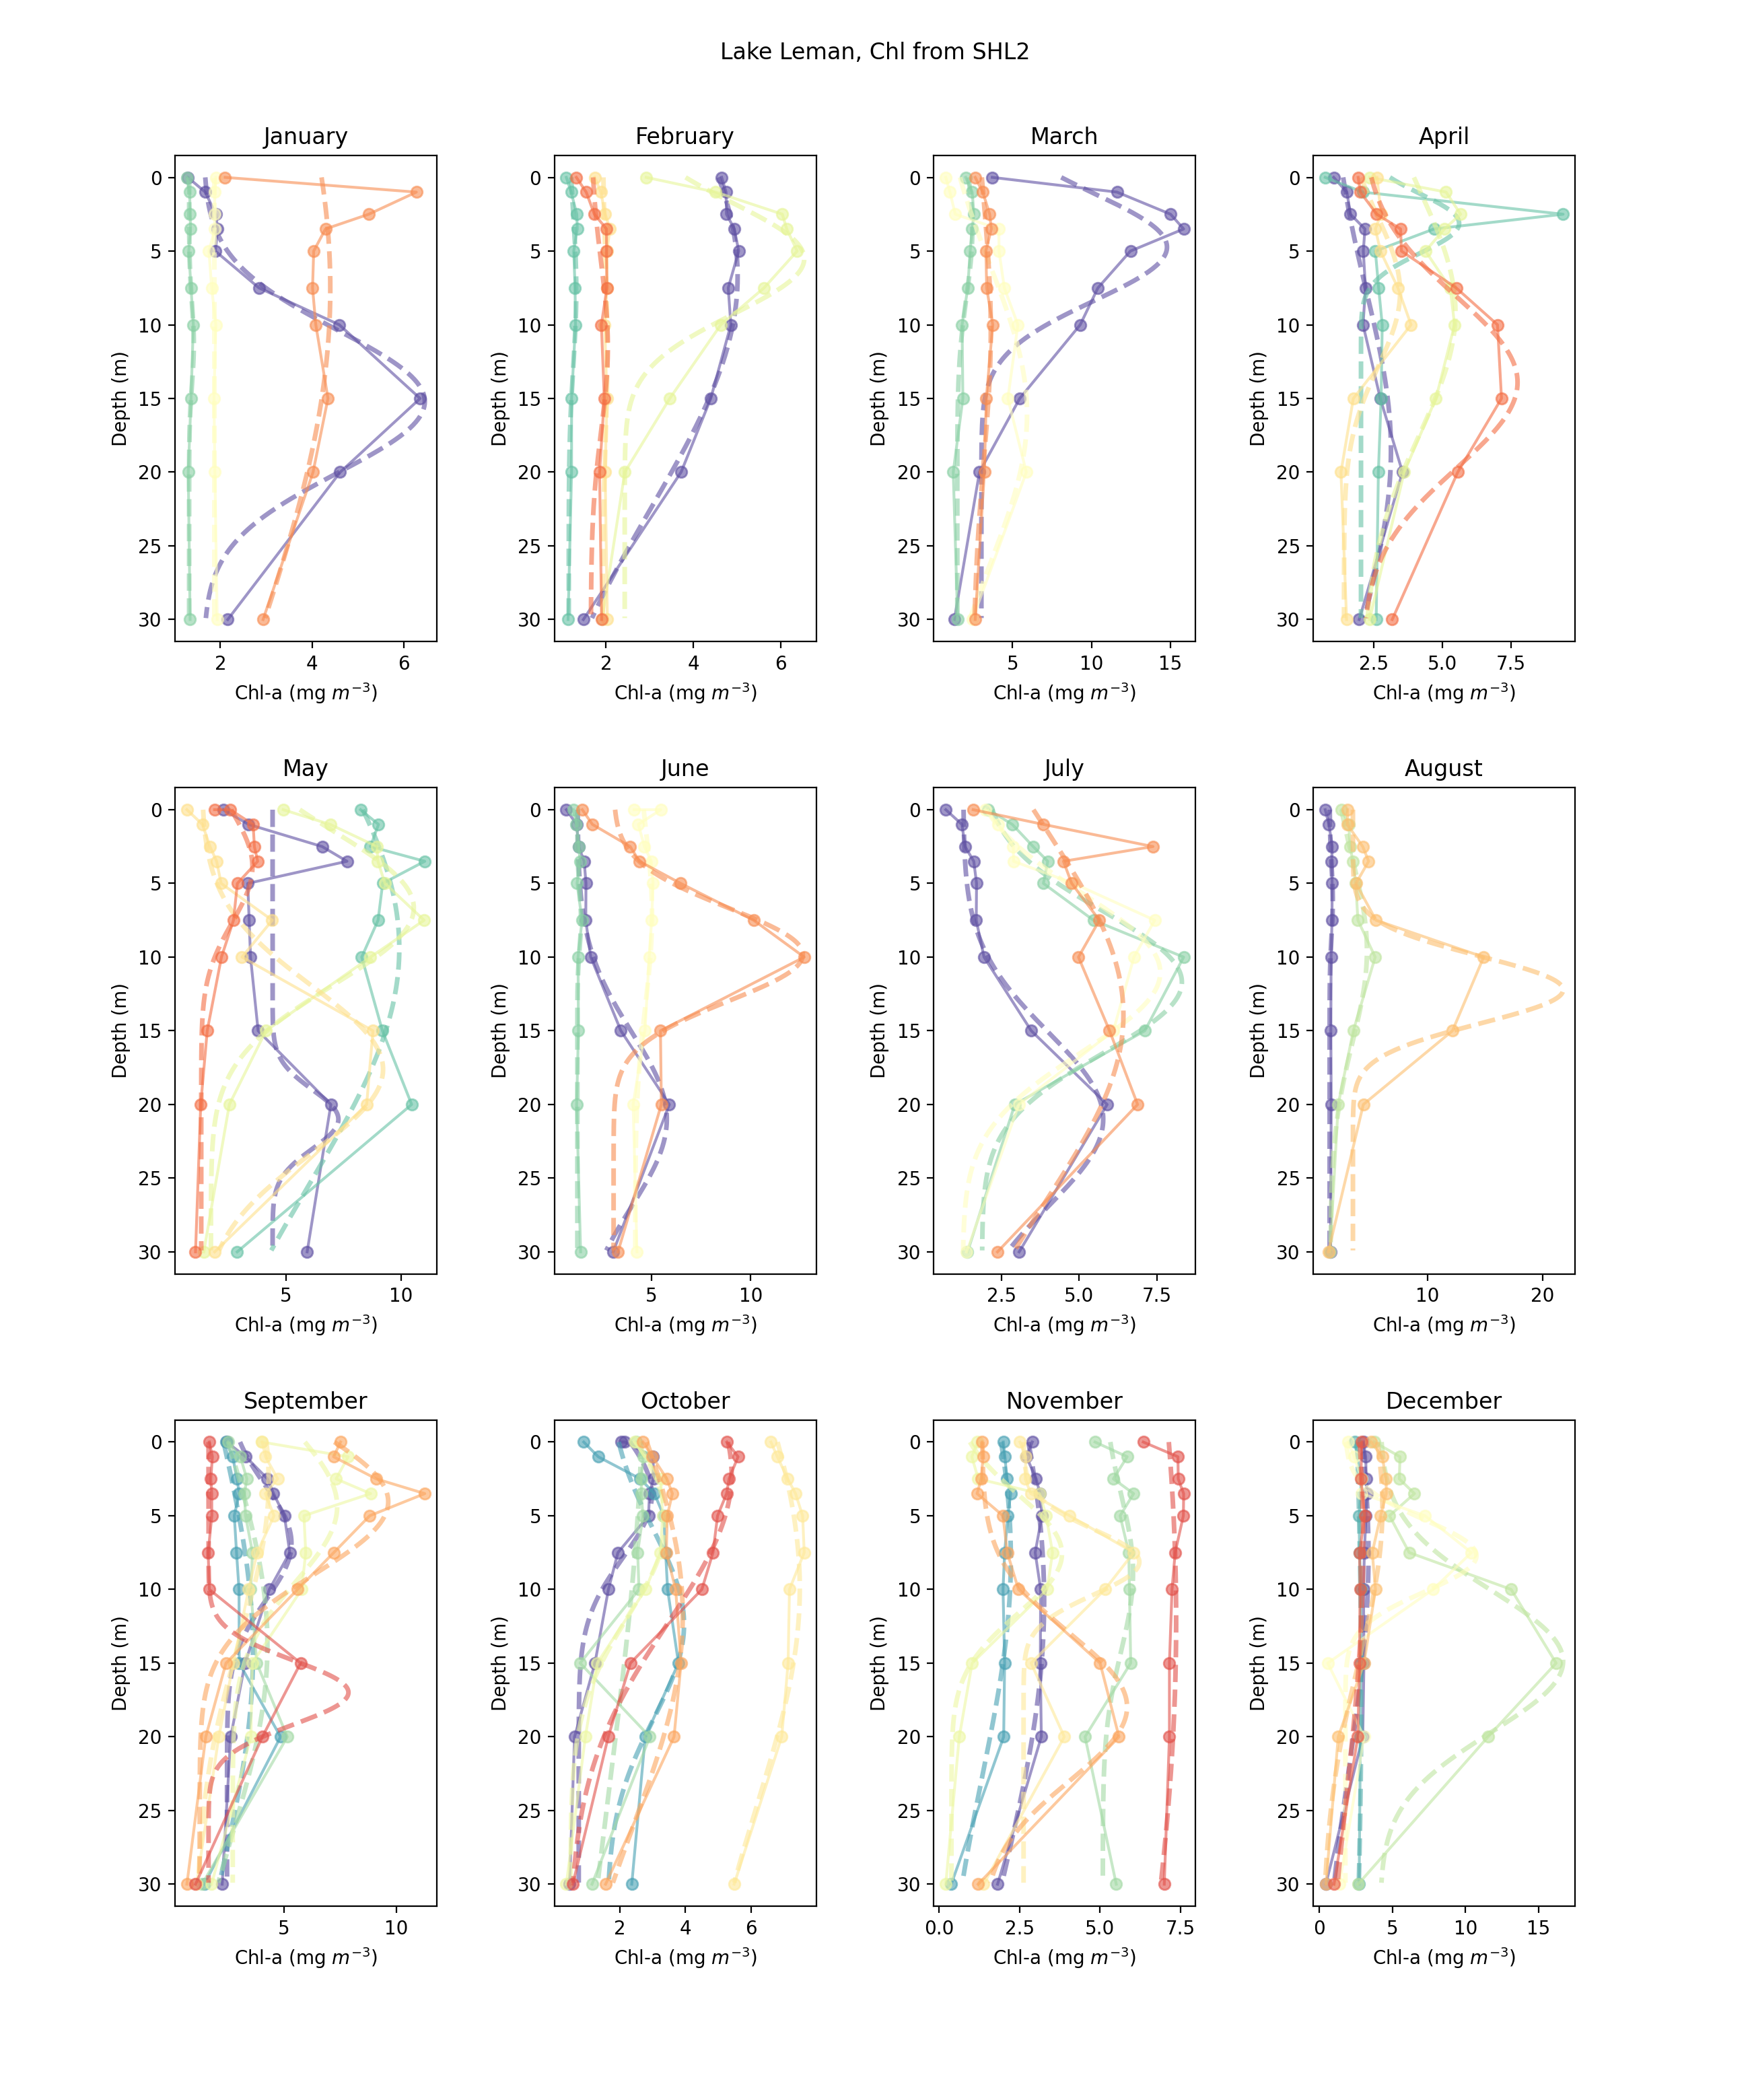 Lake Leman, Chl from SHL2
January
February
March
April
0
5
10
15
20
25
30
Depth (m)
2 4 6
Chl-a (mg m⁻³)
0
5
10
15
20
25
30
Depth (m)
2 4 6
Chl-a (mg m⁻³)
0
5
10
15
20
25
30
Depth (m)
5 10 15
Chl-a (mg m⁻³)
0
5
10
15
20
25
30
Depth (m)
2.5 5.0 7.5
Chl-a (mg m⁻³)
May
June
July
August
0
5
10
15
20
25
30
Depth (m)
5 10
Chl-a (mg m⁻³)
0
5
10
15
20
25
30
Depth (m)
5 10
Chl-a (mg m⁻³)
0
5
10
15
20
25
30
Depth (m)
2.5 5.0 7.5
Chl-a (mg m⁻³)
0
5
10
15
20
25
30
Depth (m)
10 20
Chl-a (mg m⁻³)
September
October
November
December
0
5
10
15
20
25
30
Depth (m)
5 10
Chl-a (mg m⁻³)
0
5
10
15
20
25
30
Depth (m)
2 4 6
Chl-a (mg m⁻³)
0
5
10
15
20
25
30
Depth (m)
0.0 2.5 5.0 7.5
Chl-a (mg m⁻³)
0
5
10
15
20
25
30
Depth (m)
0 5 10 15
Chl-a (mg m⁻³)